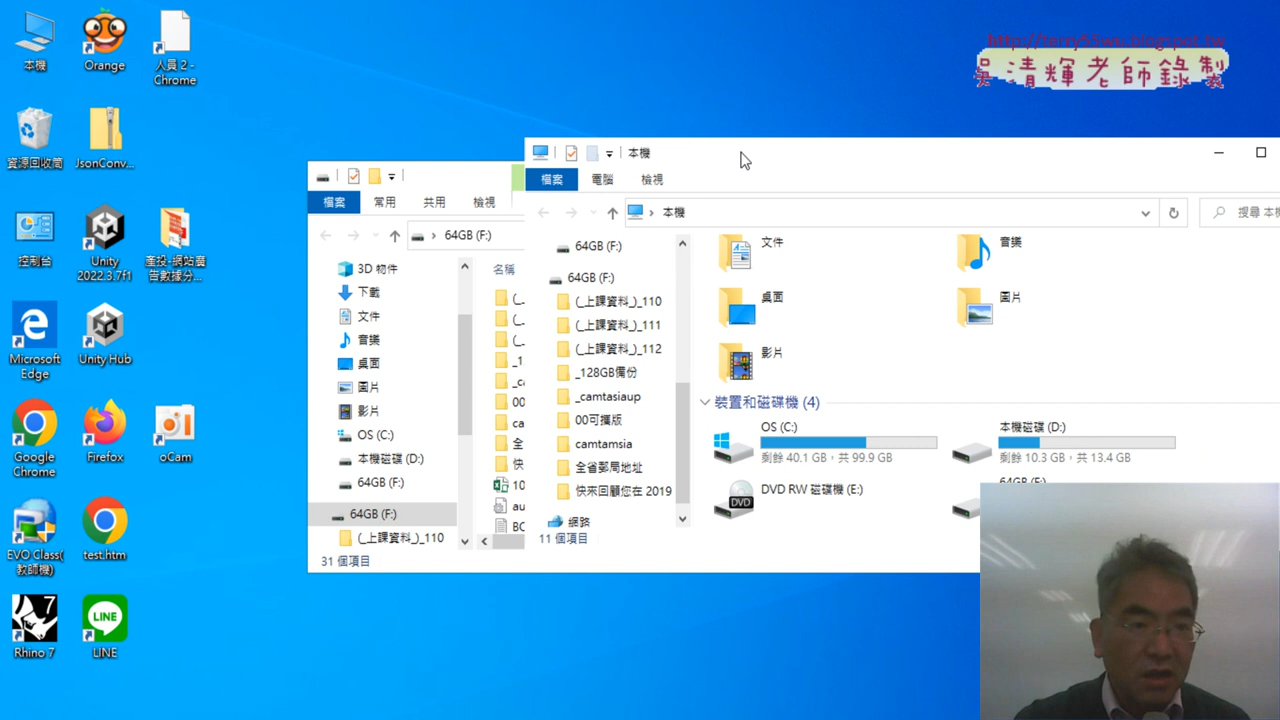 本機
Orange
人員 2 -
Chrome
資源回收筒
JsonConv...
控制台
Unity
2022.3.7f1
產投-網站廣
告數據分...
Microsoft
Edge
Unity Hub
Google
Chrome
Firefox
oCam
EVO Class(
教師機)
test.htm
Rhino 7
LINE
http://terry55wu.blogspot.tw
吳清輝老師錄製
檔案
常用
共用
檢視
64GB (F:)
名稱
3D 物件
下載
文件
音樂
桌面
圖片
影片
OS (C:)
本機磁碟 (D:)
64GB (F:)
64GB (F:)
(_上課資料_)_110
31 個項目
本機
檔案
電腦
檢視
本機
搜尋 本機
64GB (F:)
64GB (F:)
(_上課資料_)_110
(_上課資料_)_111
(_上課資料_)_112
_128GB備份
_camtasiaup
00可攜版
camtamsia
全省郵局地址
快來回顧您在 2019
網路
11 個項目
文件
音樂
桌面
圖片
影片
裝置和磁碟機 (4)
OS (C:)
剩餘 40.1 GB，共 99.9 GB
本機磁碟 (D:)
剩餘 10.3 GB，共 13.4 GB
DVD RW 磁碟機 (E:)
DVD
64GB (F:)